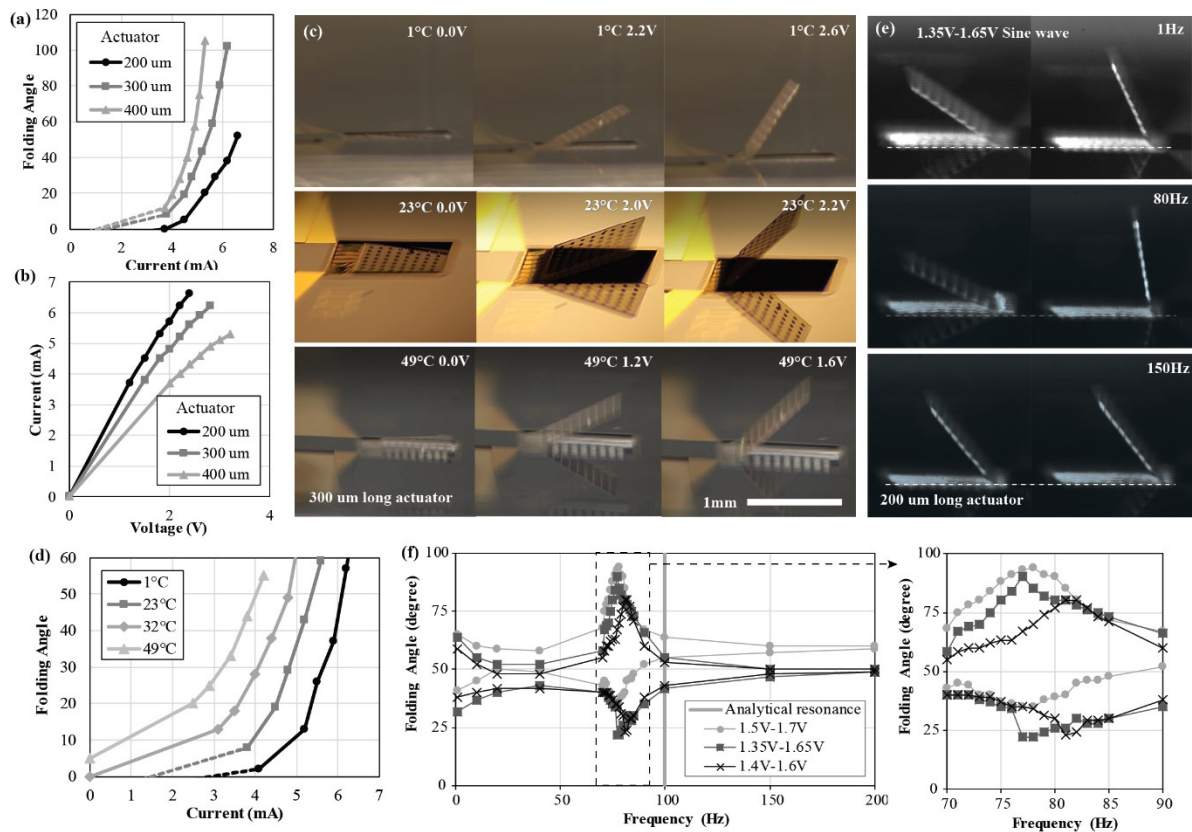 (a)
Folding Angle
120
100
80
60
40
20
0
Actuator
200 um
300 um
400 um
0 2 4 6 8
Current (mA)
(b)
Current (mA)
7
6
5
4
3
2
1
0
Actuator
200 um
300 um
400 um
0 2 4
Voltage (V)
(c)
1°C 0.0V
1°C 2.2V
1°C 2.6V
23°C 0.0V
23°C 2.0V
23°C 2.2V
49°C 0.0V
49°C 1.2V
49°C 1.6V
300 um long actuator
1mm
(e)
1.35V-1.65V Sine wave
1Hz
80Hz
150Hz
200 um long actuator
(d)
Folding Angle
60
50
40
30
20
10
0
1°C
23°C
32°C
49°C
0 1 2 3 4 5 6 7
Current (mA)
(f)
Folding Angle (degree)
100
75
50
25
0
Analytical resonance
1.5V-1.7V
1.35V-1.65V
1.4V-1.6V
0 50 100 150 200
Frequency (Hz)
Folding Angle (degree)
100
75
50
25
0
70 75 80 85 90
Frequency (Hz)